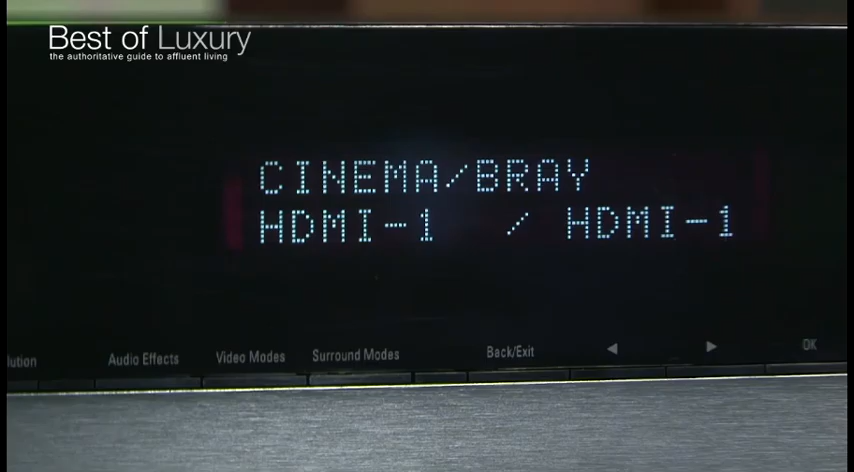 Best of Luxury
the authoritative guide to affluent living
CINEMA/BRAY
HDMI-1 / HDMI-1
lution Audio Effects Video Modes Surround Modes Back/Exit ◀ ▶ OK